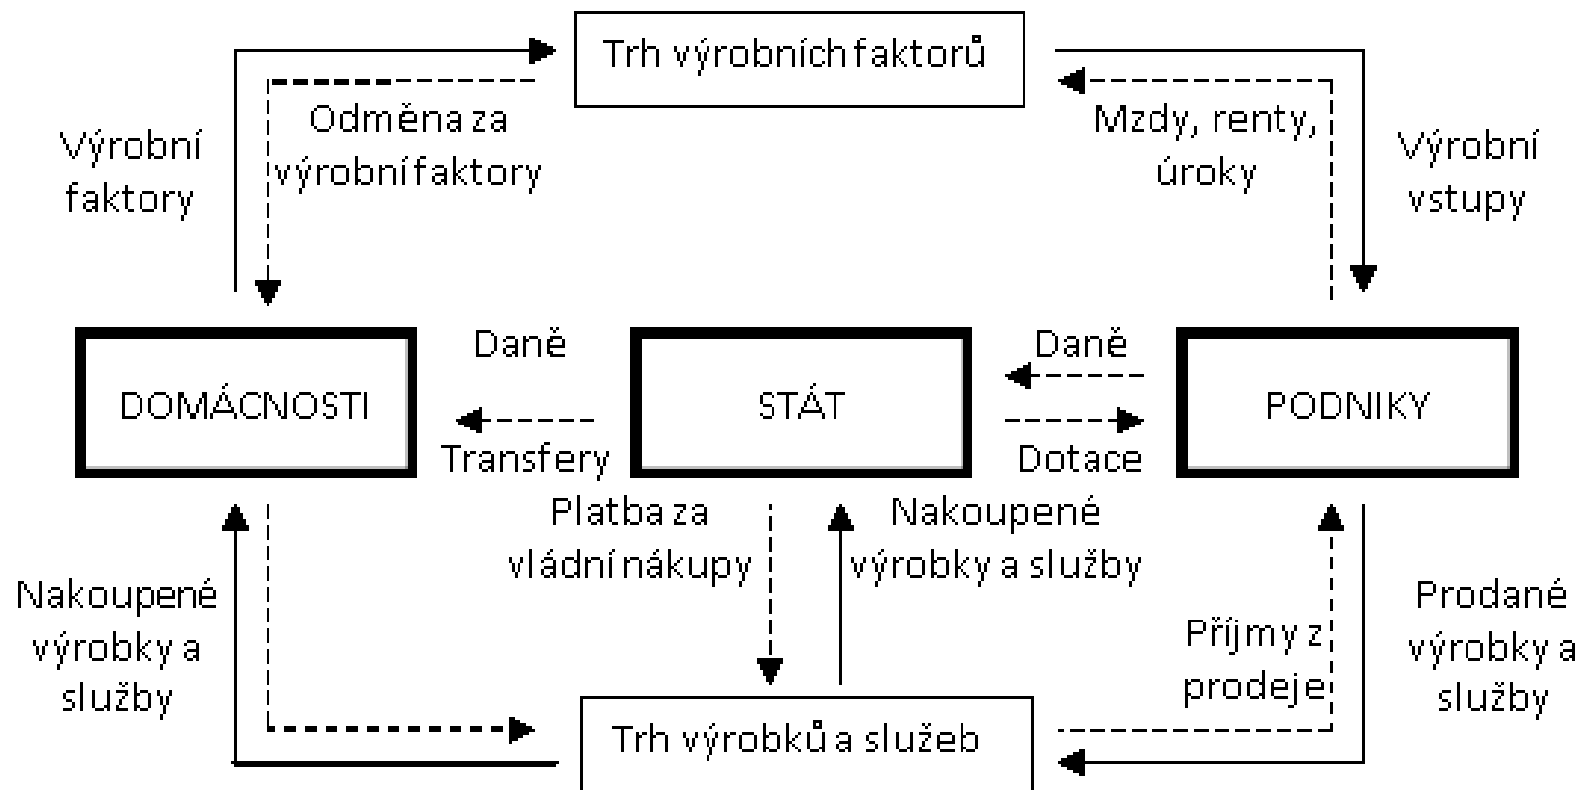 Trh výrobních faktorů
Odměna za
výrobní faktory
Mzdy, renty,
úroky
Výrobní
faktory
Výrobní
vstupy
Daně
Daně
DOMÁCNOSTI
STÁT
PODNIKY
Transfery
Dotace
Platba za
vládní nákupy
Nakoupené
výrobky a služby
Nakoupené
výrobky a
služby
Příjmy z
prodeje
Prodané
výrobky a
služby
Trh výrobků a služeb